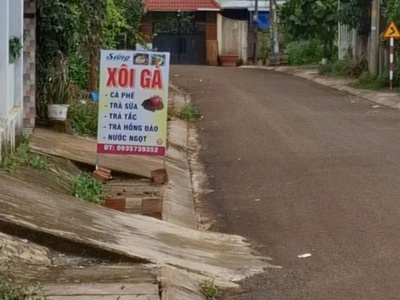 Sáng
XÔI GÀ
- CÀ PHÊ
- TRÀ SỮA
- TRÀ TẮC
- TRÀ HỒNG ĐÀO
- NƯỚC NGỌT
ĐT: 0935739352